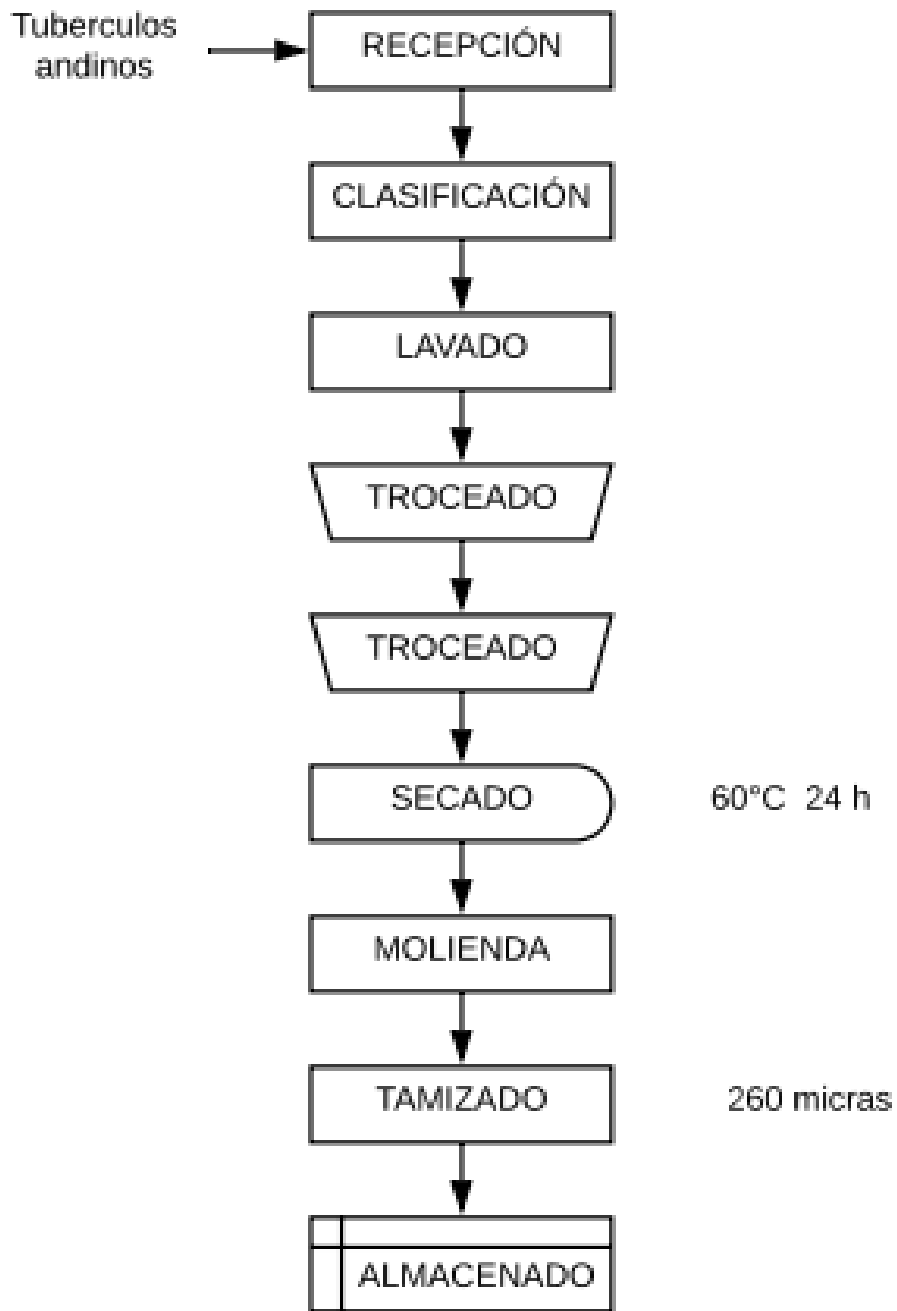 Tuberculos
andinos
RECEPCIÓN
CLASIFICACIÓN
LAVADO
TROCEADO
TROCEADO
SECADO
60°C 24 h
MOLIENDA
TAMIZADO
260 micras
ALMACENADO